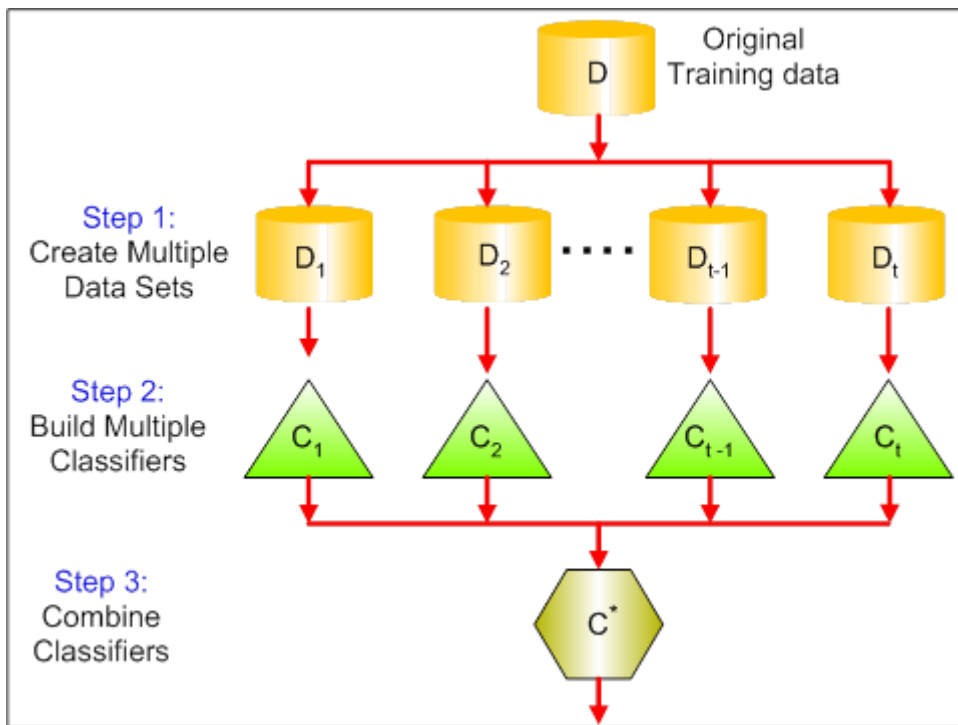 D
Original
Training data
Step 1:
Create Multiple
Data Sets
D1
D2
....
Dt-1
Dt
Step 2:
Build Multiple
Classifiers
C1
C2
Ct -1
Ct
Step 3:
Combine
Classifiers
C*